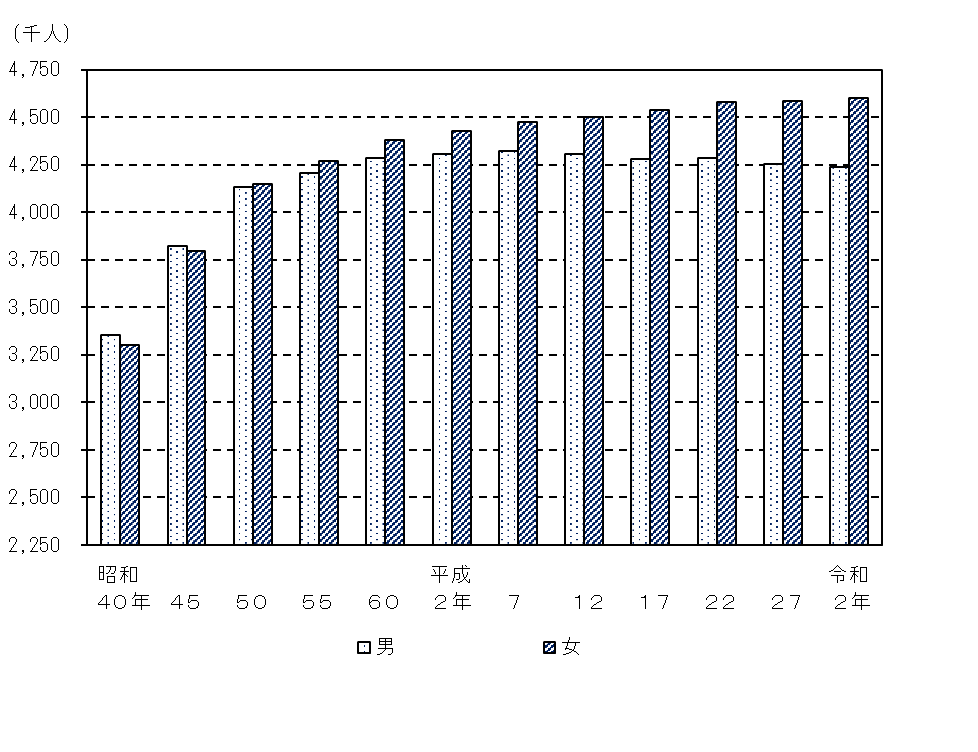 （千人）
4,750
4,500
4,250
4,000
3,750
3,500
3,250
3,000
2,750
2,500
2,250
昭和 平成 令和
４０年 ４５ ５０ ５５ ６０ ２年 ７ １２ １７ ２２ ２７ ２年
男 女